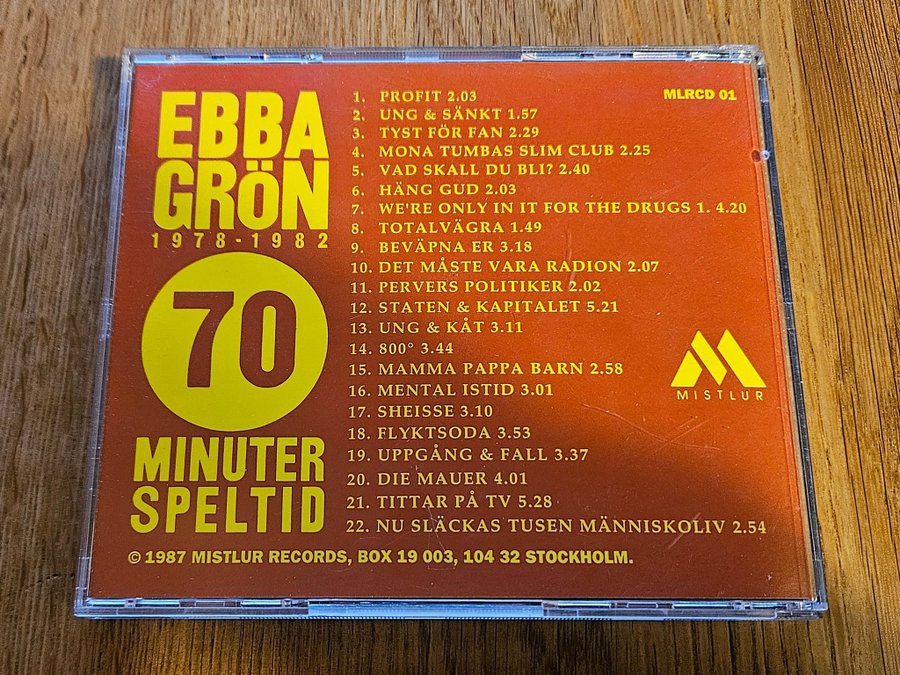 EBBA
GRÖN
1978-1982
70
MINUTER
SPELTID
1. PROFIT 2.03
2. UNG & SÄNKT 1.57
3. TYST FÖR FAN 2.29
4. MONA TUMBAS SLIM CLUB 2.25
5. VAD SKALL DU BLI? 2.40
6. HÄNG GUD 2.03
7. WE'RE ONLY IN IT FOR THE DRUGS 1. 4.20
8. TOTALVÄGRA 1.49
9. BEVÄPNA ER 3.18
10. DET MÅSTE VARA RADION 2.07
11. PERVERS POLITIKER 2.02
12. STATEN & KAPITALET 5.21
13. UNG & KÅT 3.11
14. 800° 3.44
15. MAMMA PAPPA BARN 2.58
16. MENTAL ISTID 3.01
17. SHEISSE 3.10
18. FLYKTSODA 3.53
19. UPPGÅNG & FALL 3.37
20. DIE MAUER 4.01
21. TITTAR PÅ TV 5.28
22. NU SLÄCKAS TUSEN MÄNNISKOLIV 2.54
MLRCD 01
MISTLUR
© 1987 MISTLUR RECORDS, BOX 19 003, 104 32 STOCKHOLM.